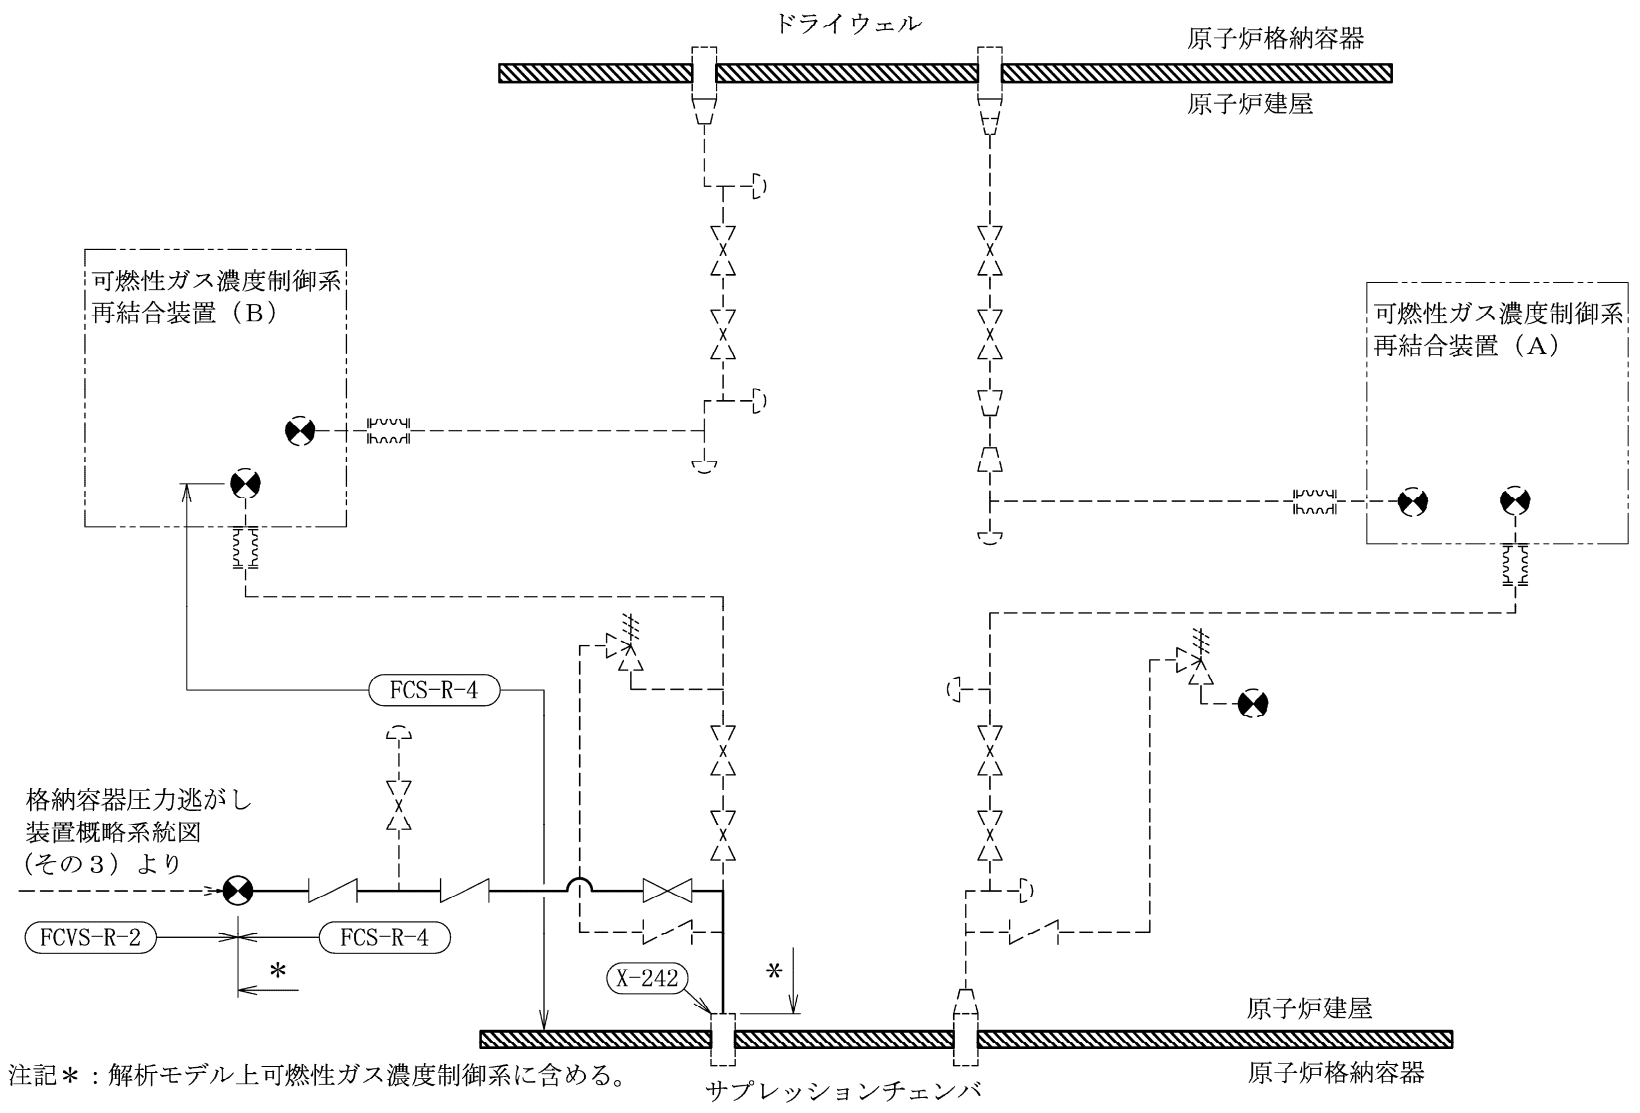 ドライウェル
原子炉格納容器
原子炉建屋
可燃性ガス濃度制御系
再結合装置（B）
可燃性ガス濃度制御系
再結合装置（A）
FCS-R-4
格納容器圧力逃がし
装置概略系統図
(その３）より
FCVS-R-2
FCS-R-4
*
X-242
*
原子炉建屋
原子炉格納容器
注記＊：解析モデル上可燃性ガス濃度制御系に含める。
サプレッションチェンバ